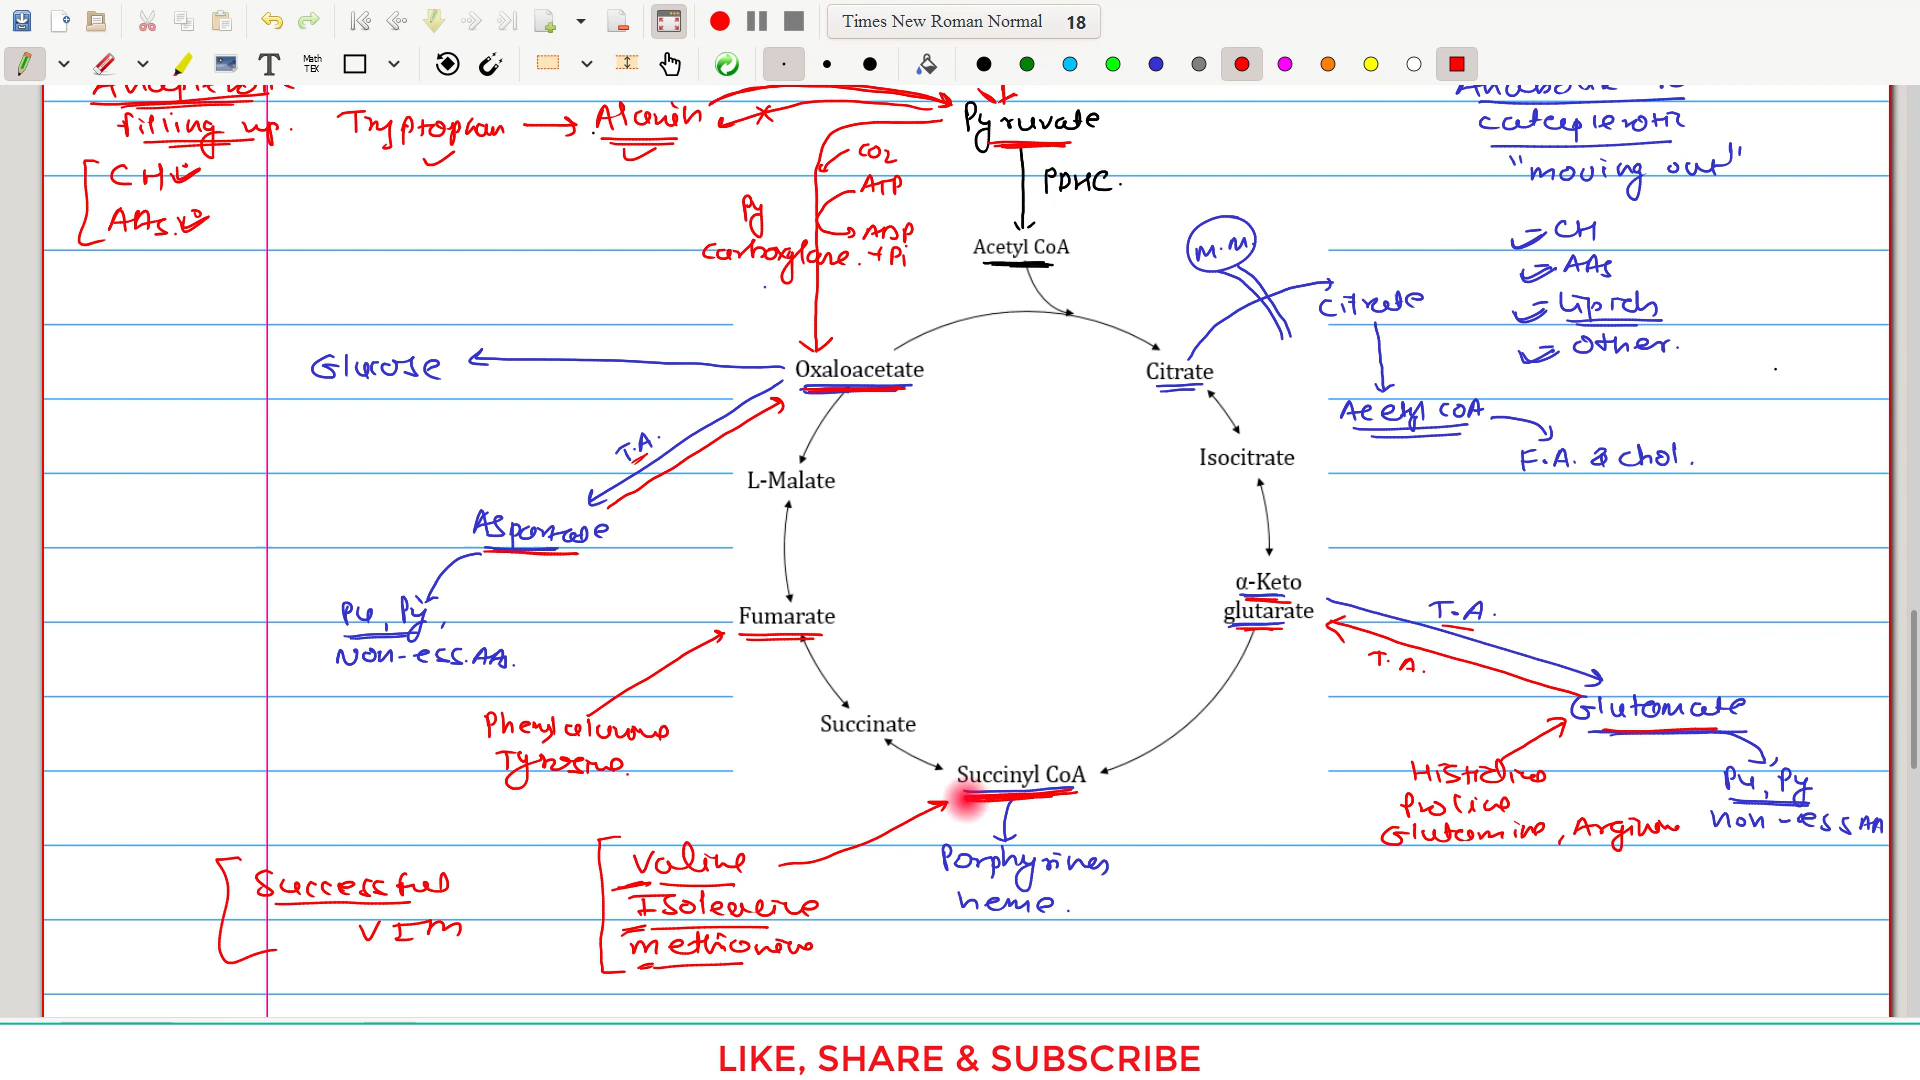 Times New Roman Normal 18
T
Math
TEX
filling up.
CH
AAs.
Tryptophan → Alanin
Pyruvate
CO2
ATP
ADP
+Pi
Py
carboxylase.
PDHC.
Acetyl CoA
cataplerotic
"moving out"
CH
AAs
Lipids
Other.
M.M.
Citrate
Acetyl COA
F.A. & chol.
Glucose
Oxaloacetate
Citrate
T.A.
L-Malate
Isocitrate
Aspartate
Pu, Py,
Non-ess.AA.
Fumarate
α-Keto
glutarate
T.A.
T.A.
Glutamate
Phenylalanine
Tyrosine.
Succinate
Succinyl CoA
Histidine
Proline
Glutamine, Arginine
Pu, Py
non-ess AA
Porphyrines
heme.
Valine
Isoleucine
methionine
Successful
VIM
LIKE, SHARE & SUBSCRIBE